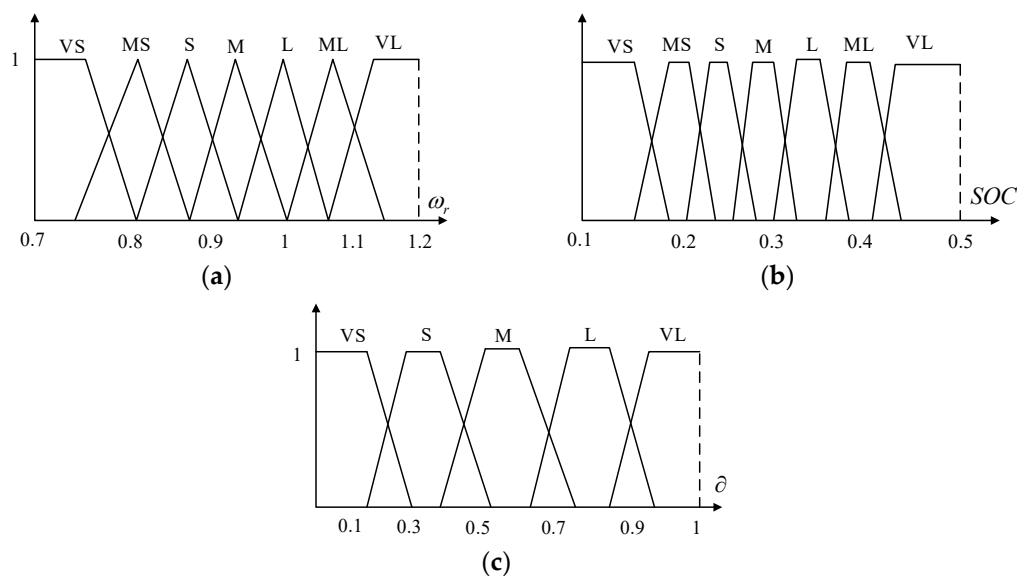 VS MS S M L ML VL
1
ω_r
0.7 0.8 0.9 1 1.1 1.2
(a)
VS MS S M L ML VL
SOC
0.1 0.2 0.3 0.4 0.5
(b)
VS S M L VL
1
∂
0.1 0.3 0.5 0.7 0.9 1
(c)